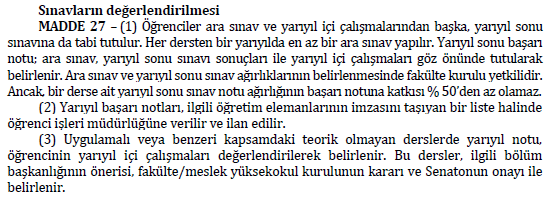 Sınavların değerlendirilmesi
MADDE 27 – (1) Öğrenciler ara sınav ve yarıyıl içi çalışmalarından başka, yarıyıl sonu
sınavına da tabi tutulur. Her dersten bir yarıyılda en az bir ara sınav yapılır. Yarıyıl sonu başarı
notu; ara sınav, yarıyıl sonu sınavı sonuçları ile yarıyıl içi çalışmaları göz önünde tutularak
belirlenir. Ara sınav ve yarıyıl sonu sınav ağırlıklarının belirlenmesinde fakülte kurulu yetkilidir.
Ancak, bir derse ait yarıyıl sonu sınav notu ağırlığının başarı notuna katkısı % 50’den az olamaz.
(2) Yarıyıl başarı notları, ilgili öğretim elemanlarının imzasını taşıyan bir liste halinde
öğrenci işleri müdürlüğüne verilir ve ilan edilir.
(3) Uygulamalı veya benzeri kapsamdaki teorik olmayan derslerde yarıyıl notu,
öğrencinin yarıyıl içi çalışmaları değerlendirilerek belirlenir. Bu dersler, ilgili bölüm
başkanlığının önerisi, fakülte/meslek yüksekokul kurulunun kararı ve Senatonun onayı ile
belirlenir.